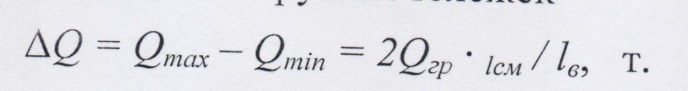 ΔQ = Qmax – Qmin = 2Qгр · lсм / lв, т.